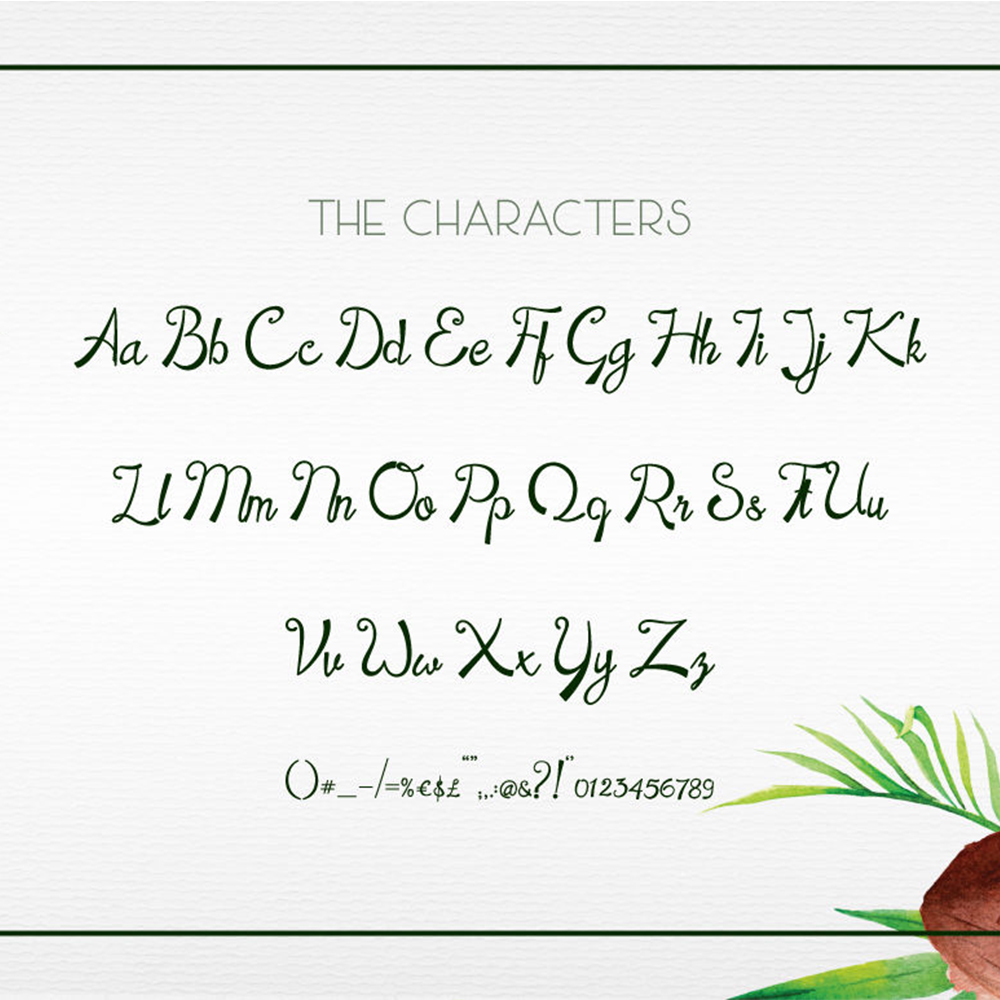 THE CHARACTERS
Aa Bb Cc Dd Ee Ff Gg Hh Ii Jj Kk
Ll Mm Nn Oo Pp Qq Rr Ss Tt Uu
Vv Ww Xx Yy Zz
()#_-/=%€$£“”;,.:@&?!“0123456789